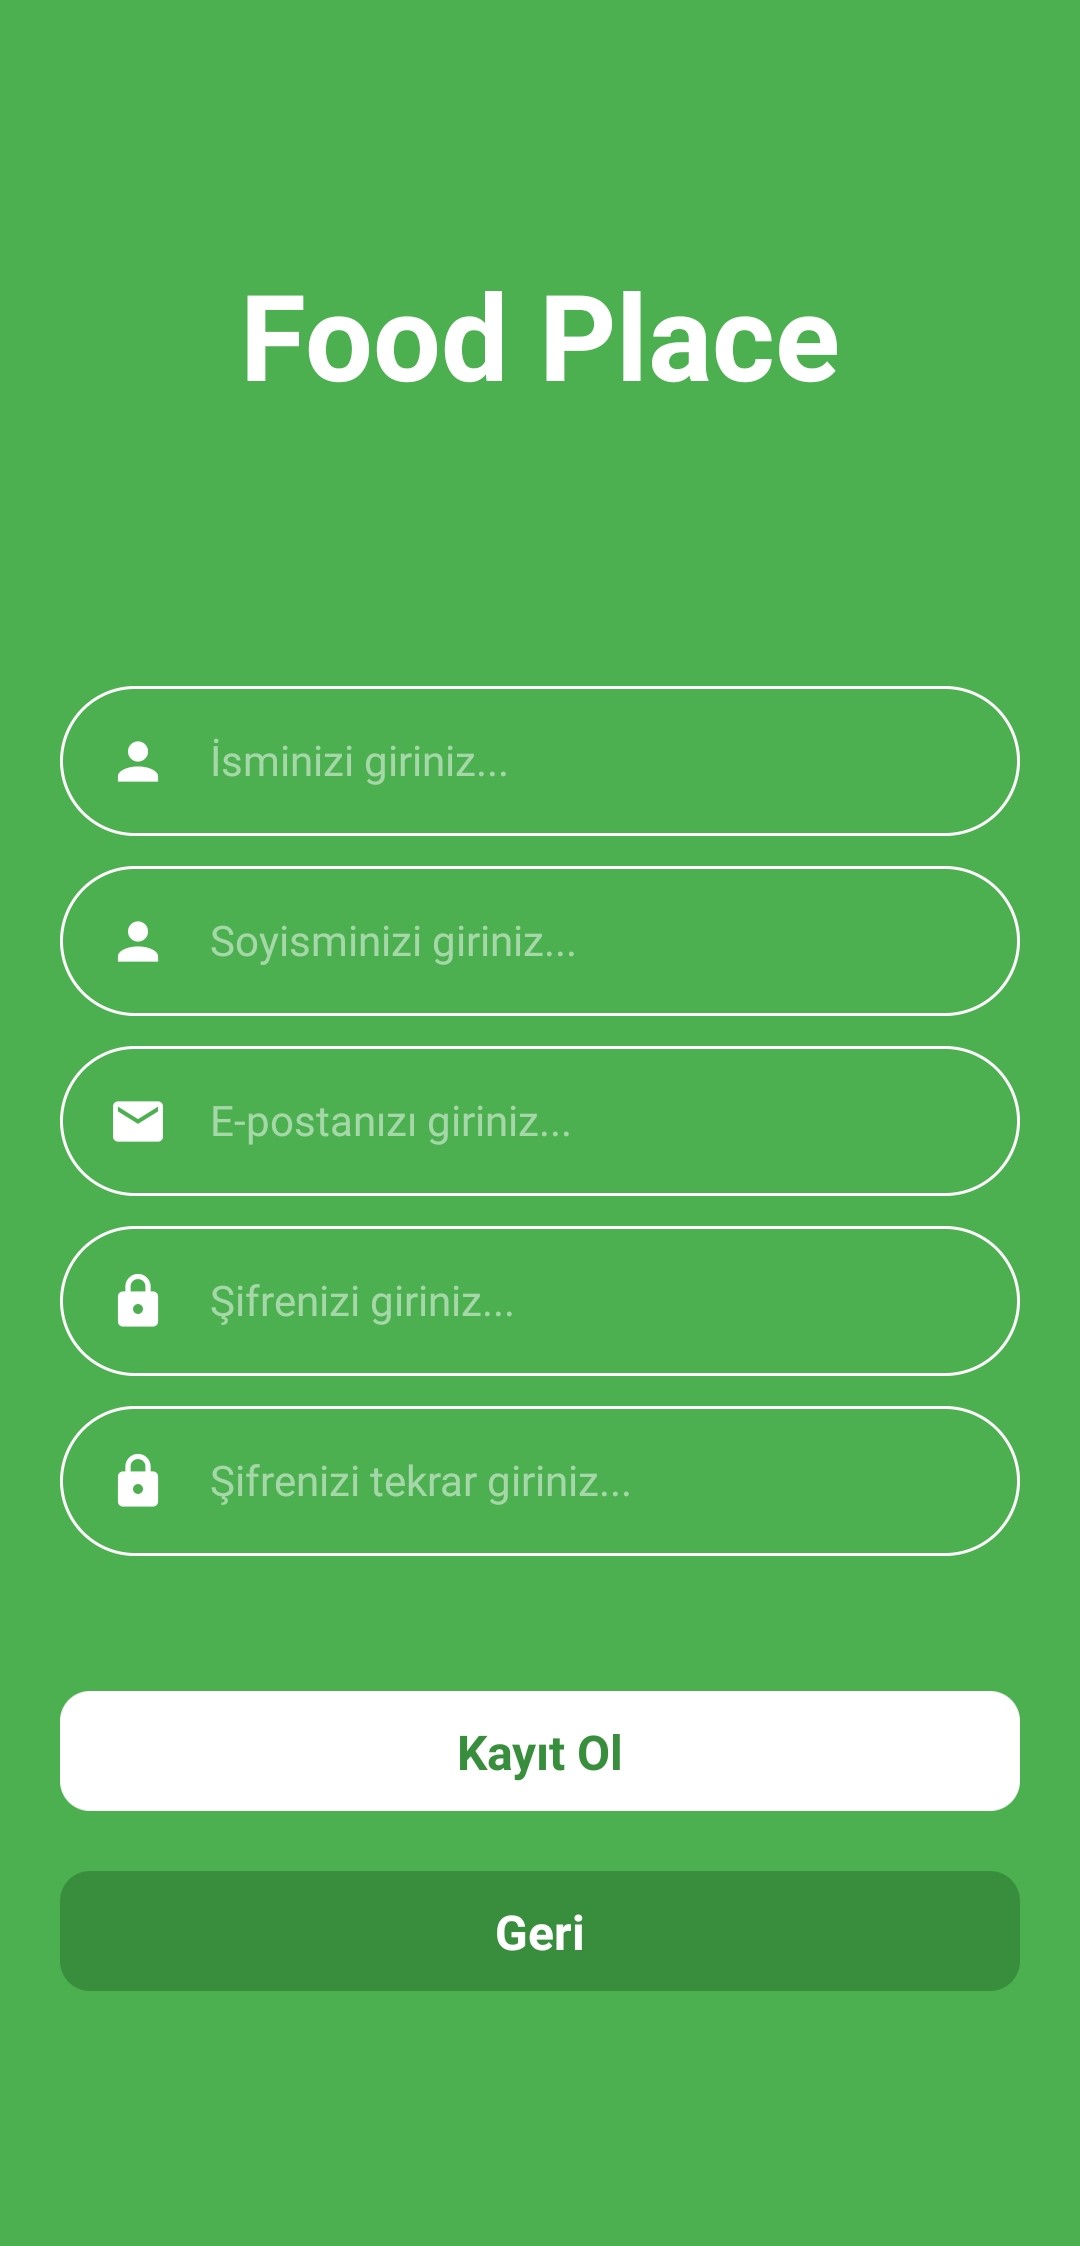 Food Place
İsminizi giriniz...
Soyisminizi giriniz...
E-postanızı giriniz...
Şifrenizi giriniz...
Şifrenizi tekrar giriniz...
Kayıt Ol
Geri